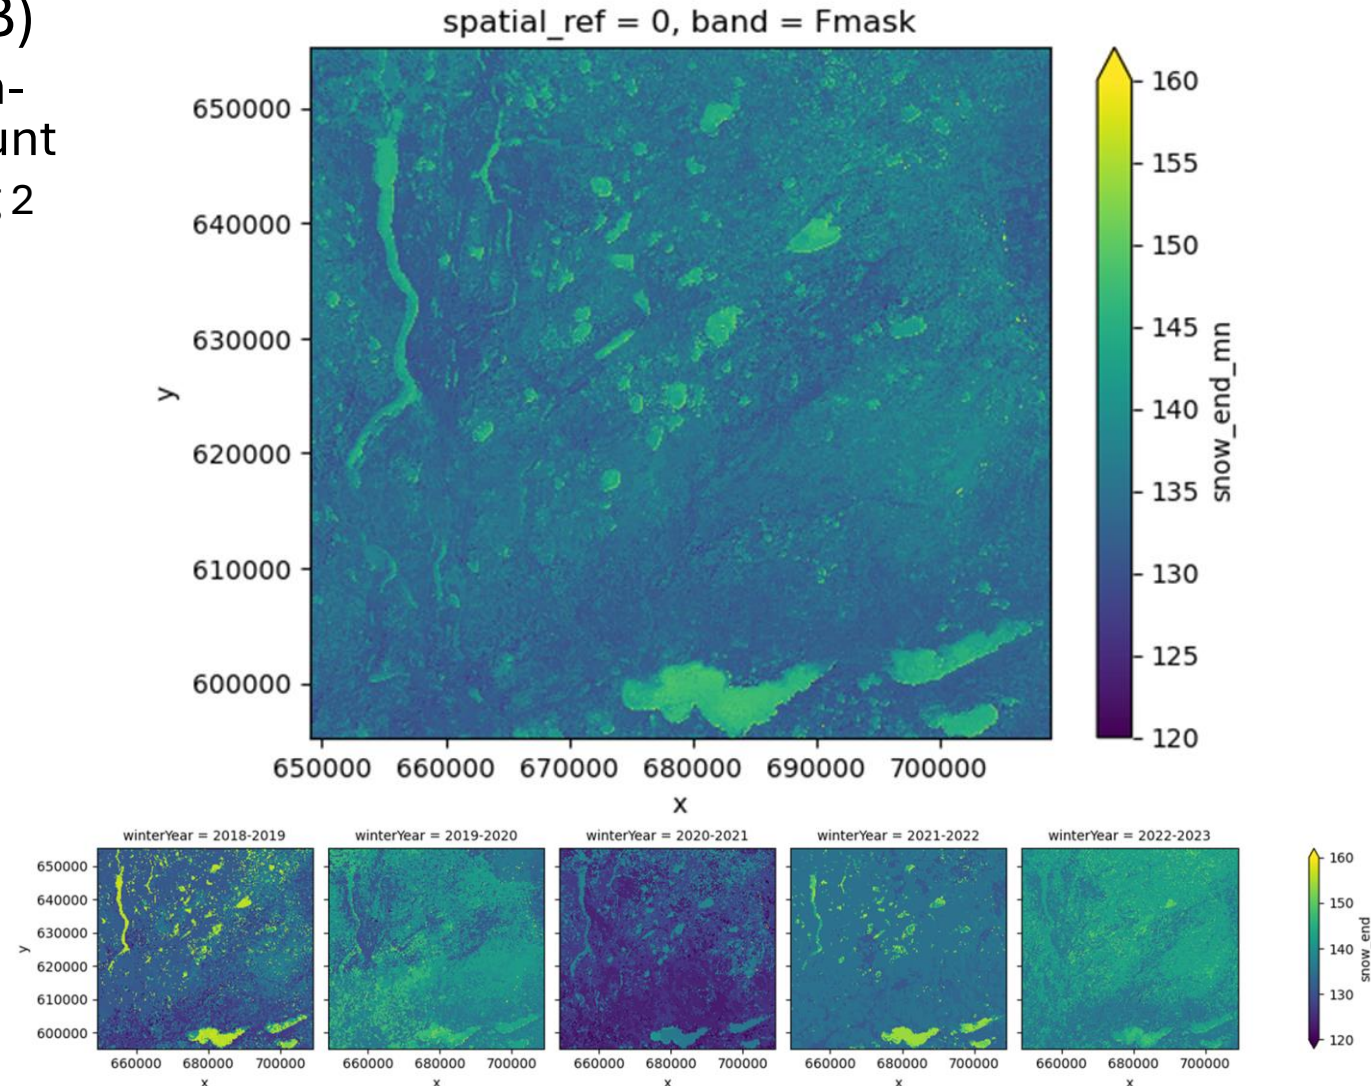 3)
unt
2
spatial_ref = 0, band = Fmask
650000
640000
630000
620000
610000
600000
y
650000 660000 670000 680000 690000 700000
x
160
155
150
145
140
135
130
125
120
snow_end_mn
winterYear = 2018-2019
winterYear = 2019-2020
winterYear = 2020-2021
winterYear = 2021-2022
winterYear = 2022-2023
650000
640000
630000
620000
610000
600000
y
660000 680000 700000
x
660000 680000 700000
x
660000 680000 700000
x
660000 680000 700000
x
660000 680000 700000
x
160
150
140
130
120
snow_end